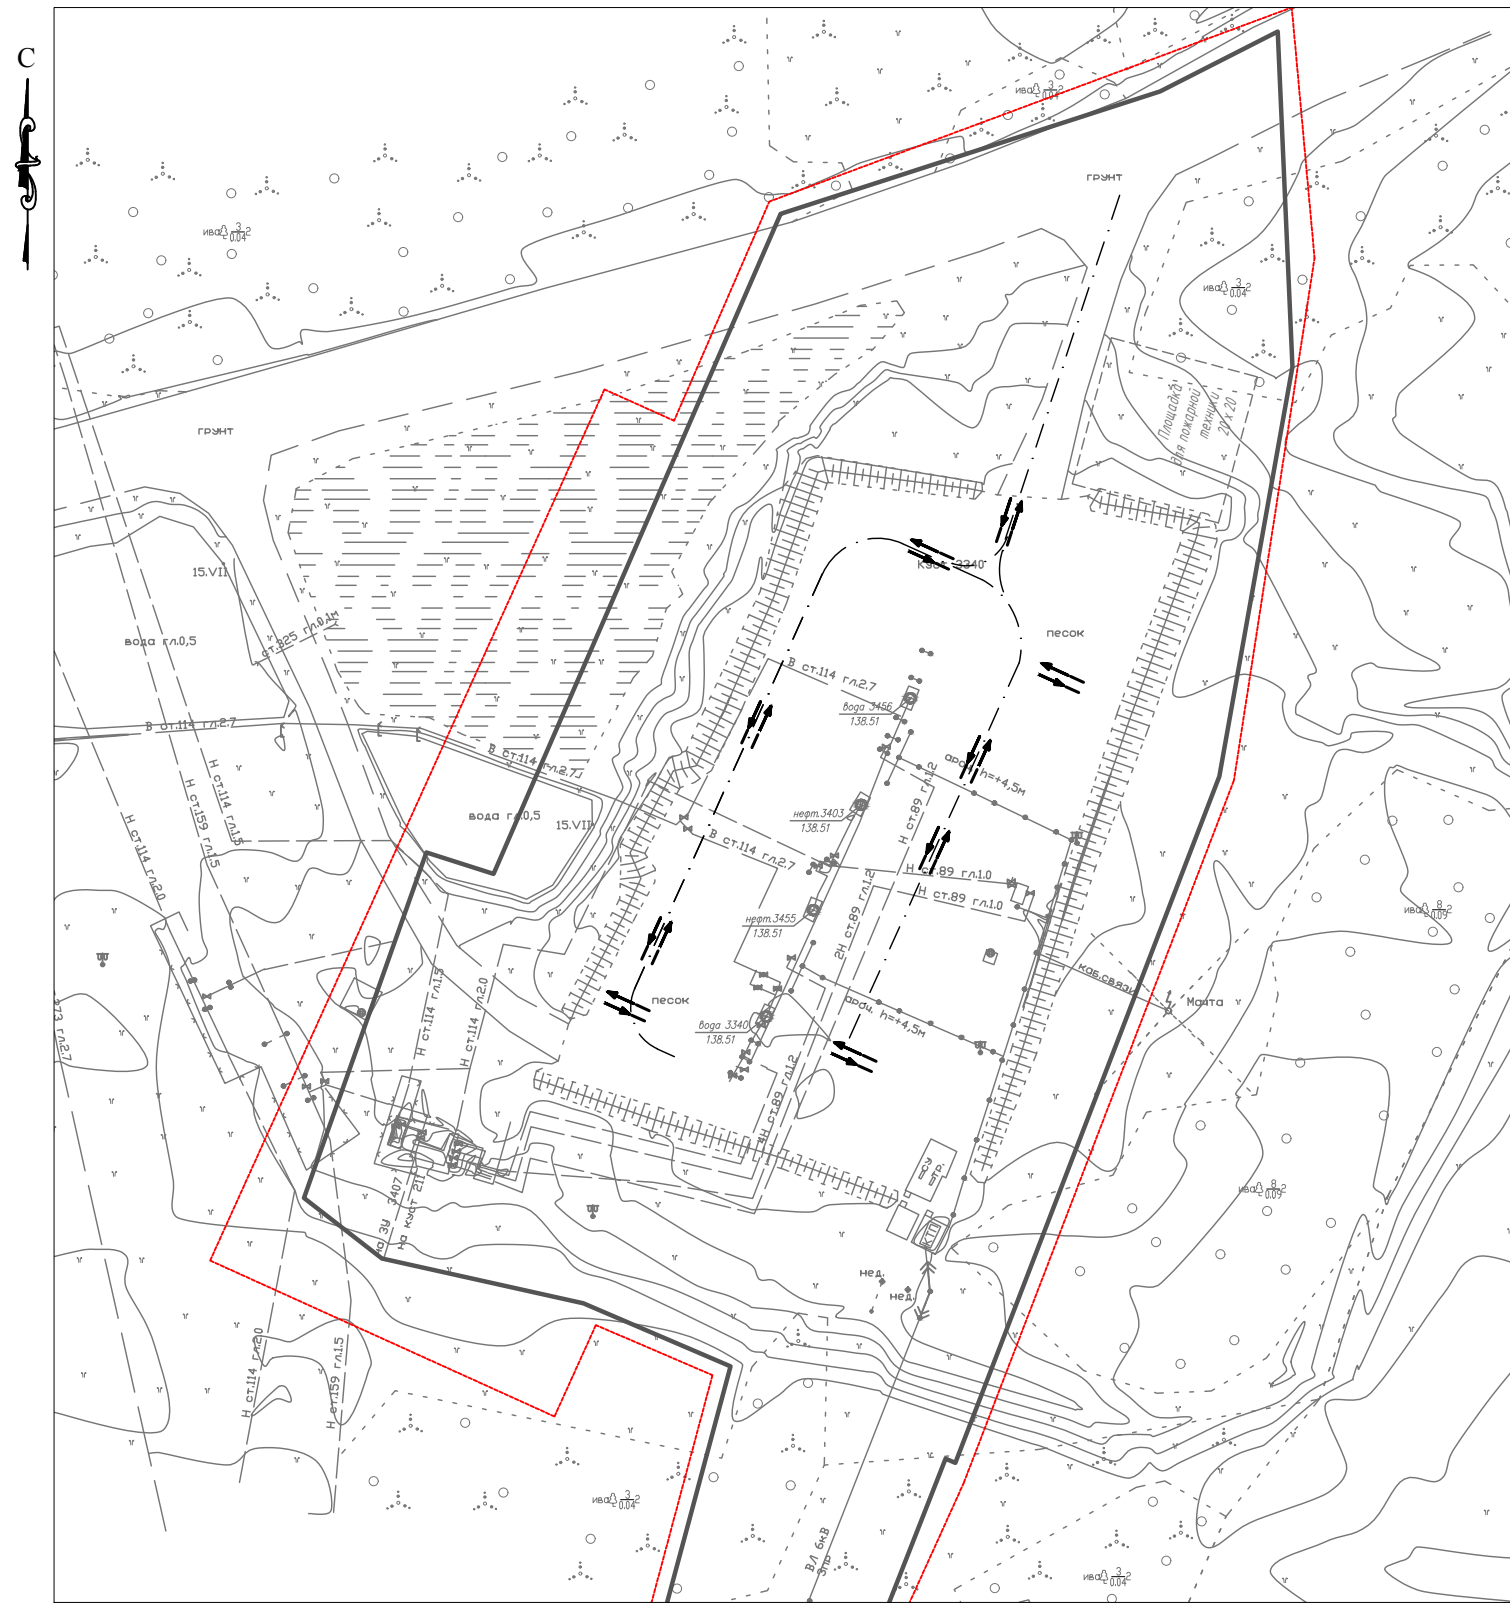 С
ива 3/0.04 2
ГРУНТ
ива 3/0.04 2
ива 3/0.04 2
Площадка
для пожарной
техники
20 х 20
ГРУНТ
Куст 3340
15.VII
ст.325 гл.0,1м
вода гл.0,5
песок
В ст.114 гл.2.7
вода 3456
138.51
В ст.114 гл.2.7
В ст.114 гл.2.7
ароч. h=+4,5м
Н ст.114 гл.1.5
Н ст.159 гл.1.5
Н ст.114 гл.2.0
вода гл.0,5
15.VII
нефт.3403
138.51
Н ст.89 гл.1.2
В ст.114 гл.2.7
Н ст.89 гл.1.0
Н ст.89 гл.1.0
нефт.3455
138.51
2Н ст.89 гл.1.2
ива 8/0.09 2
каб.связи
Мачта
песок
ароч. h=+4,5м
вода 3340
138.51
Н ст.114 гл.1.5
Н ст.114 гл.2.0
273 гл.2.7
4Н ст.89 гл.1.2
ива 8/0.09 2
КТП
на ЗУ 3407
на куст 211
нед.
нед.
Н ст.114 гл.2.0
Н ст.159 гл.1.5
ива 3/0.04 2
ВЛ 6кВ
3пр
ива 3/0.04 2